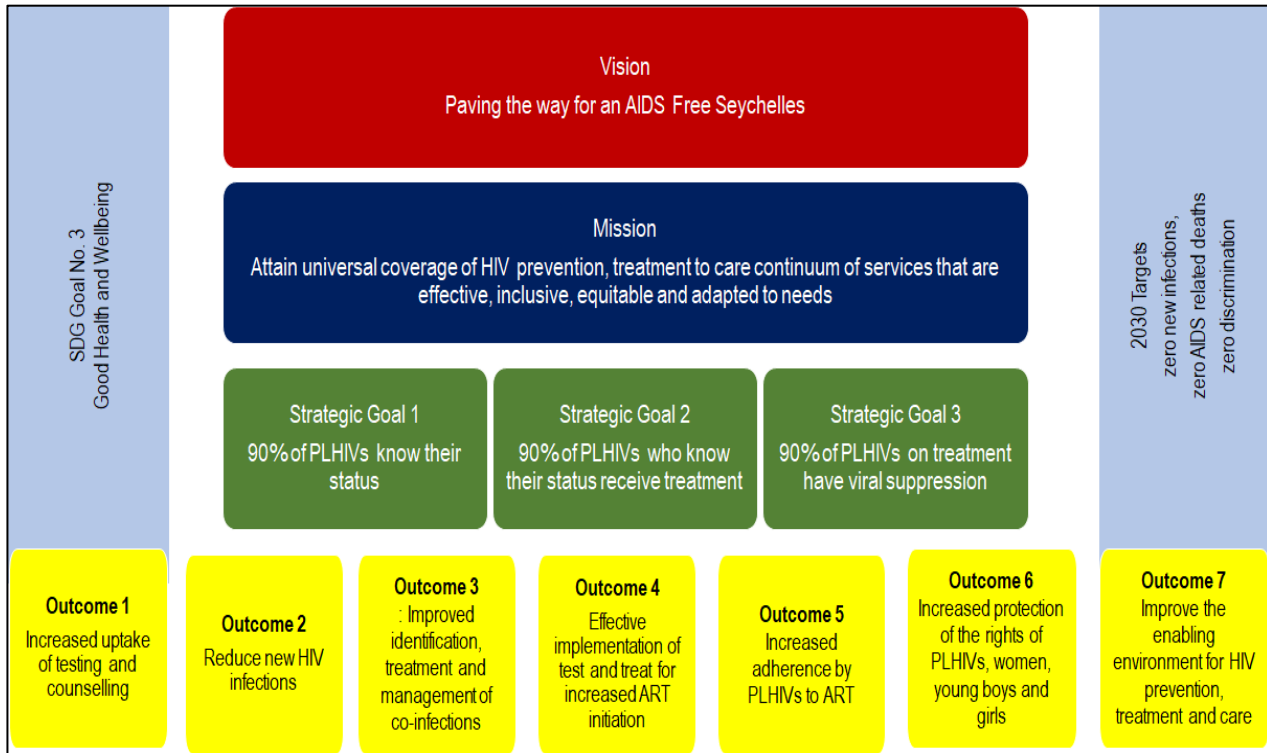 SDG Goal No. 3
Good Health and Wellbeing
Vision
Paving the way for an AIDS Free Seychelles
Mission
Attain universal coverage of HIV prevention, treatment to care continuum of services that are
effective, inclusive, equitable and adapted to needs
Strategic Goal 1
90% of PLHIVs know their
status
Strategic Goal 2
90% of PLHIVs who know
their status receive treatment
Strategic Goal 3
90% of PLHIVs on treatment
have viral suppression
2030 Targets
zero new infections,
zero AIDS related deaths
zero discrimination
Outcome 1
Increased uptake
of testing and
counselling
Outcome 2
Reduce new HIV
infections
Outcome 3
: Improved
identification,
treatment and
management of
co-infections
Outcome 4
Effective
implementation of
test and treat for
increased ART
initiation
Outcome 5
Increased
adherence by
PLHIVs to ART
Outcome 6
Increased protection
of the rights of
PLHIVs, women,
young boys and
girls
Outcome 7
Improve the
enabling
environment for HIV
prevention,
treatment and care